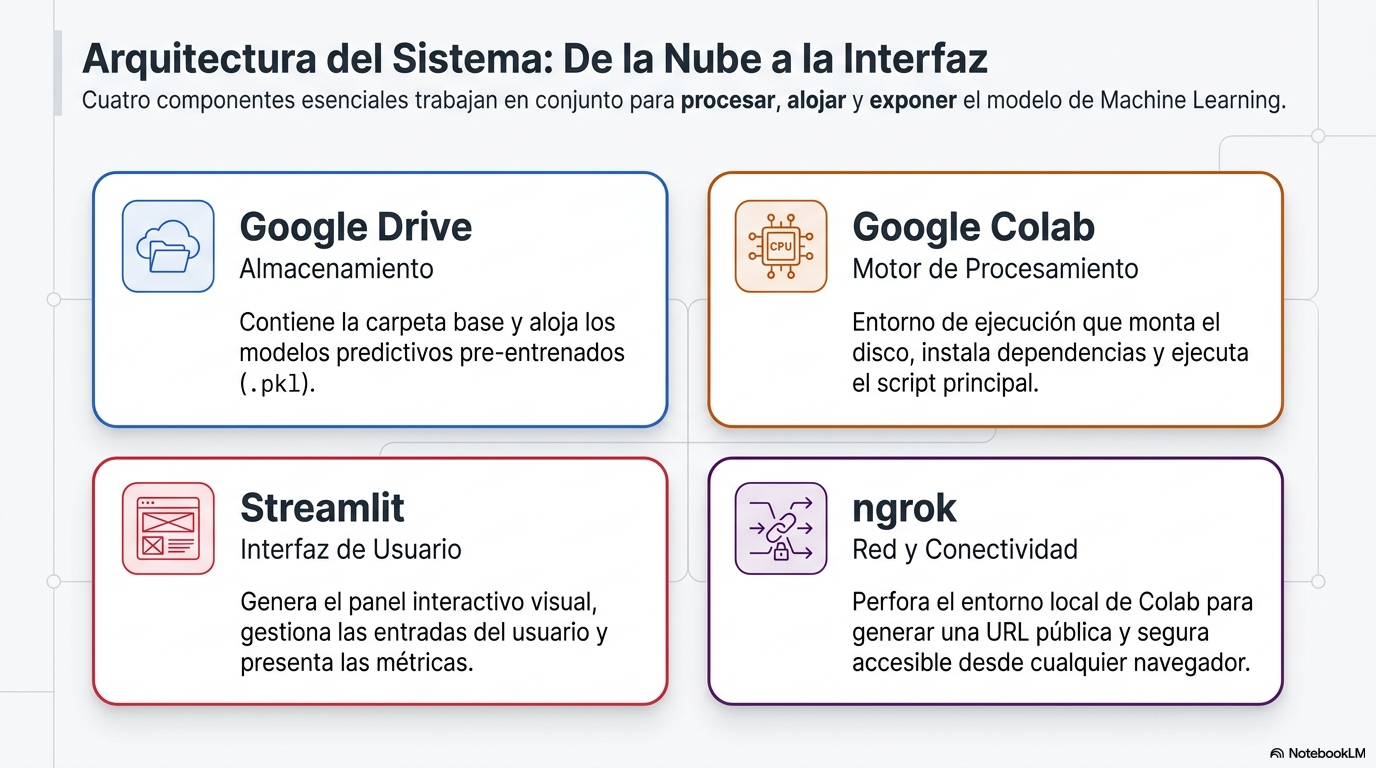 Arquitectura del Sistema: De la Nube a la Interfaz
Cuatro componentes esenciales trabajan en conjunto para procesar, alojar y exponer el modelo de Machine Learning.
Google Drive
Almacenamiento
Contiene la carpeta base y aloja los
modelos predictivos pre-entrenados
(.pkl).
CPU
Google Colab
Motor de Procesamiento
Entorno de ejecución que monta el
disco, instala dependencias y ejecuta
el script principal.
Streamlit
Interfaz de Usuario
Genera el panel interactivo visual,
gestiona las entradas del usuario y
presenta las métricas.
ngrok
Red y Conectividad
Perfora el entorno local de Colab para
generar una URL pública y segura
accesible desde cualquier navegador.
NotebookLM